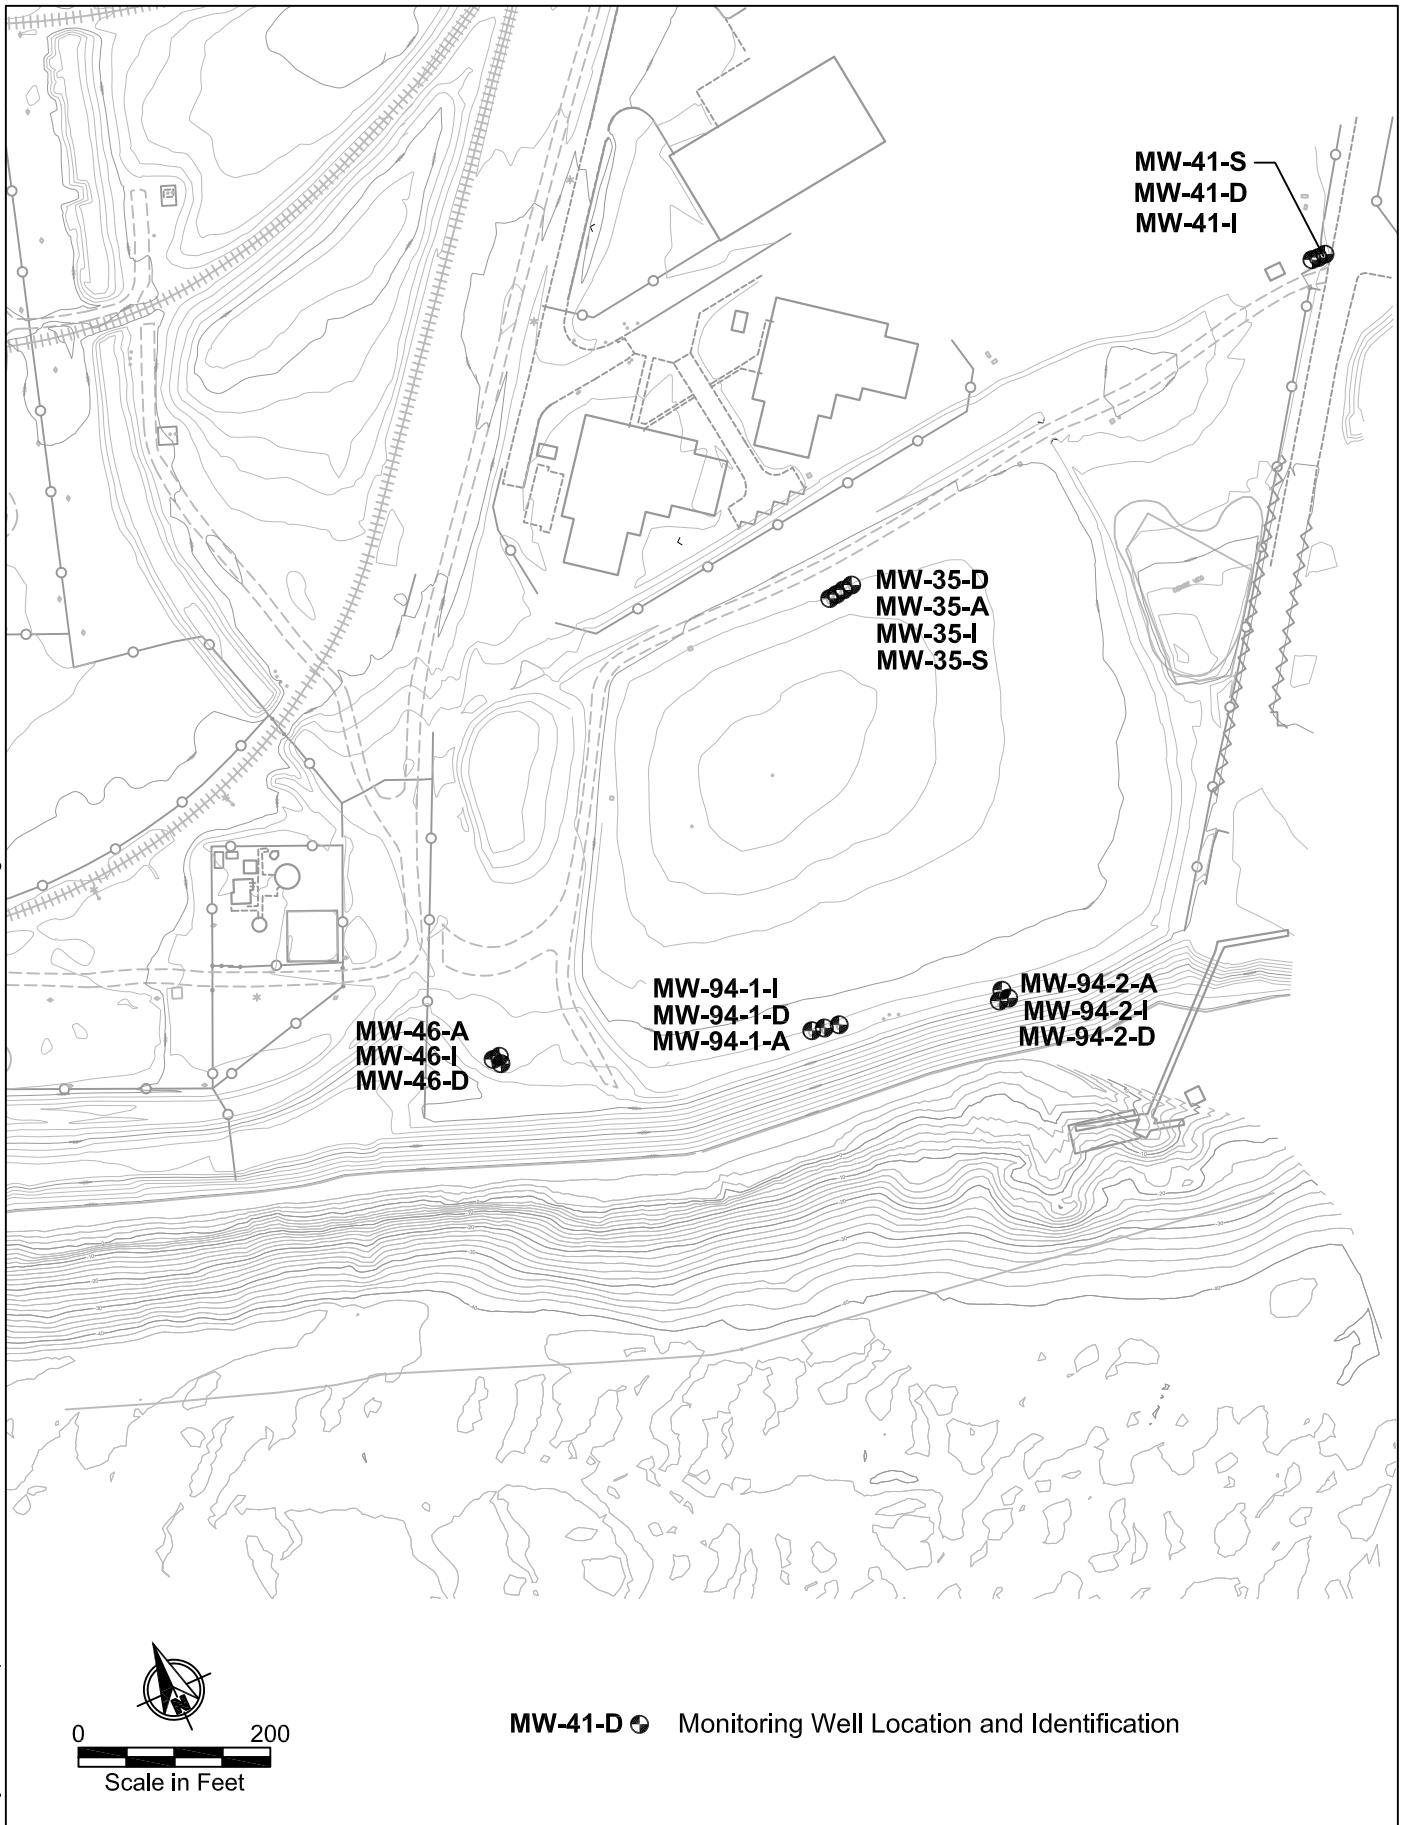 MW-41-S
MW-41-D
MW-41-I
MW-35-D
MW-35-A
MW-35-I
MW-35-S
MW-94-1-I
MW-94-1-D
MW-94-1-A
MW-94-2-A
MW-94-2-I
MW-94-2-D
MW-46-A
MW-46-I
MW-46-D
N
0 200
Scale in Feet
MW-41-D Monitoring Well Location and Identification